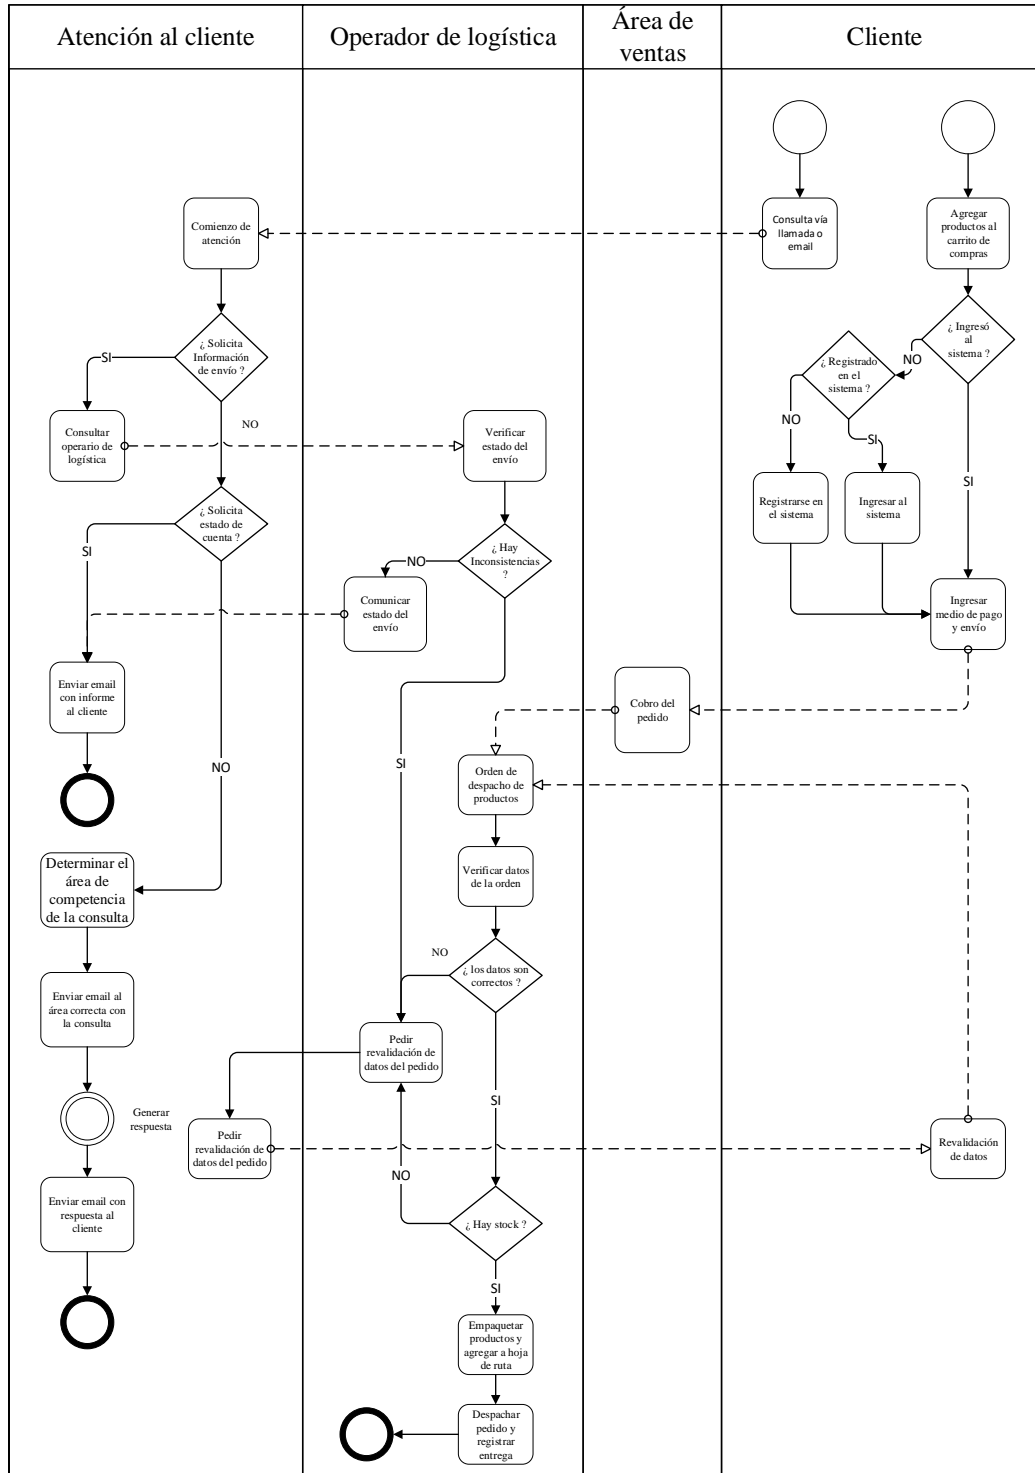 Atención al cliente
Operador de logística
Área de
ventas
Cliente
Comienzo de
atención
Consulta vía
llamada o
email
Agregar
productos al
carrito de
compras
¿ Solicita
Información
de envío ?
SI
NO
¿ Ingresó
al
sistema ?
NO
¿ Registrado
en el
sistema ?
NO
SI
SI
Consultar
operario de
logística
Verificar
estado del
envío
Registrarse en
el sistema
Ingresar al
sistema
¿ Solicita
estado de
cuenta ?
SI
NO
¿ Hay
Inconsistencias
?
NO
SI
Comunicar
estado del
envío
Ingresar
medio de pago
y envío
Enviar email
con informe
al cliente
Cobro del
pedido
Orden de
despacho de
productos
Determinar el
área de
competencia
de la consulta
Verificar datos
de la orden
NO
¿ los datos son
correctos ?
SI
Enviar email al
área correcta con
la consulta
Pedir
revalidación de
datos del pedido
Generar
respuesta
Pedir
revalidación de
datos del pedido
Revalidación
de datos
NO
Enviar email con
respuesta al
cliente
¿ Hay stock ?
SI
Empaquetar
productos y
agregar a hoja
de ruta
Despachar
pedido y
registrar
entrega